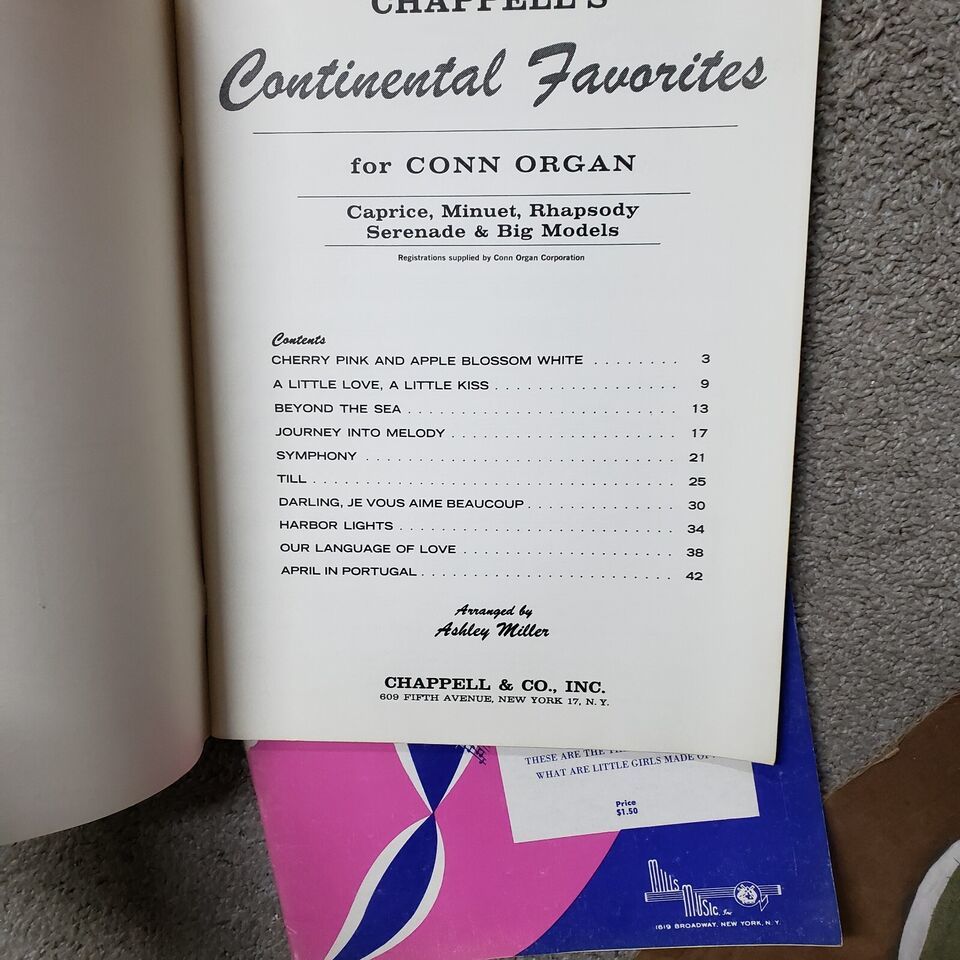 CHAPPELL'S
Continental Favorites
for CONN ORGAN
Caprice, Minuet, Rhapsody
Serenade & Big Models
Registrations supplied by Conn Organ Corporation
Contents
CHERRY PINK AND APPLE BLOSSOM WHITE ........ 3
A LITTLE LOVE, A LITTLE KISS .................. 9
BEYOND THE SEA .......................... 13
JOURNEY INTO MELODY ...................... 17
SYMPHONY .............................. 21
TILL ................................... 25
DARLING, JE VOUS AIME BEAUCOUP .............. 30
HARBOR LIGHTS .......................... 34
OUR LANGUAGE OF LOVE .................... 38
APRIL IN PORTUGAL ........................ 42
Arranged by
Ashley Miller
CHAPPELL & CO., INC.
609 FIFTH AVENUE, NEW YORK 17, N. Y.
THESE ARE THE
WHAT ARE LITTLE GIRLS MADE OF?
Price
$1.50
MILLS
MUSIC, Inc
1619 BROADWAY, NEW YORK, N. Y.